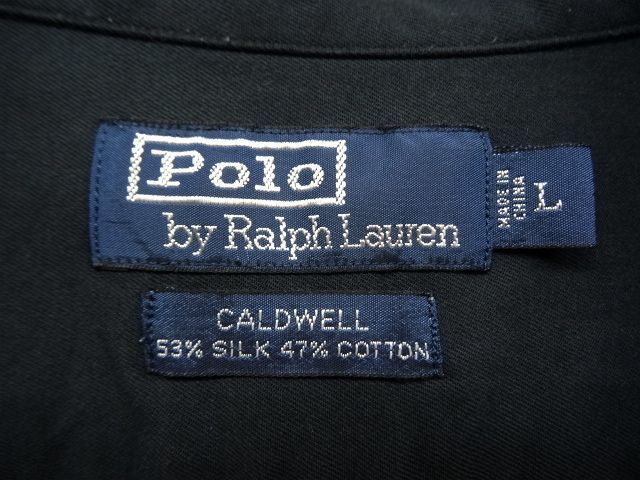 Polo
by Ralph Lauren
MADE IN
CHINA
L
CALDWELL
53% SILK 47% COTTON